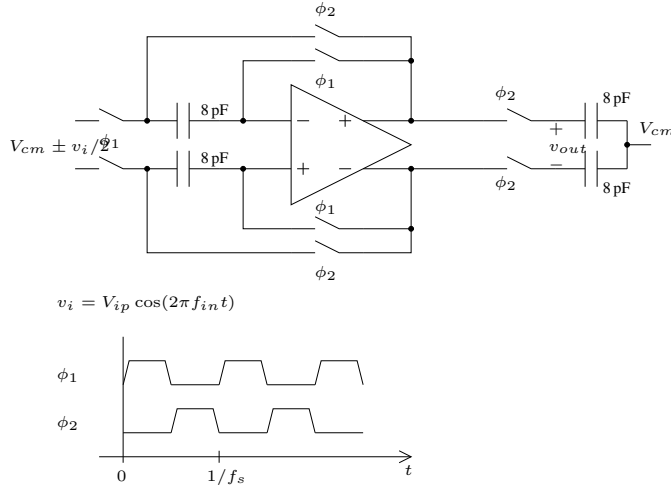 ϕ₂
ϕ₁
8 pF
ϕ₂
8 pF
− +
+
V_cm
V_cm ± v_i/2
ϕ₁
8 pF
v_out
+ −
−
ϕ₂
8 pF
ϕ₁
ϕ₂
v_i = V_ip cos(2πf_in t)
ϕ₁
ϕ₂
0
1/f_s
t